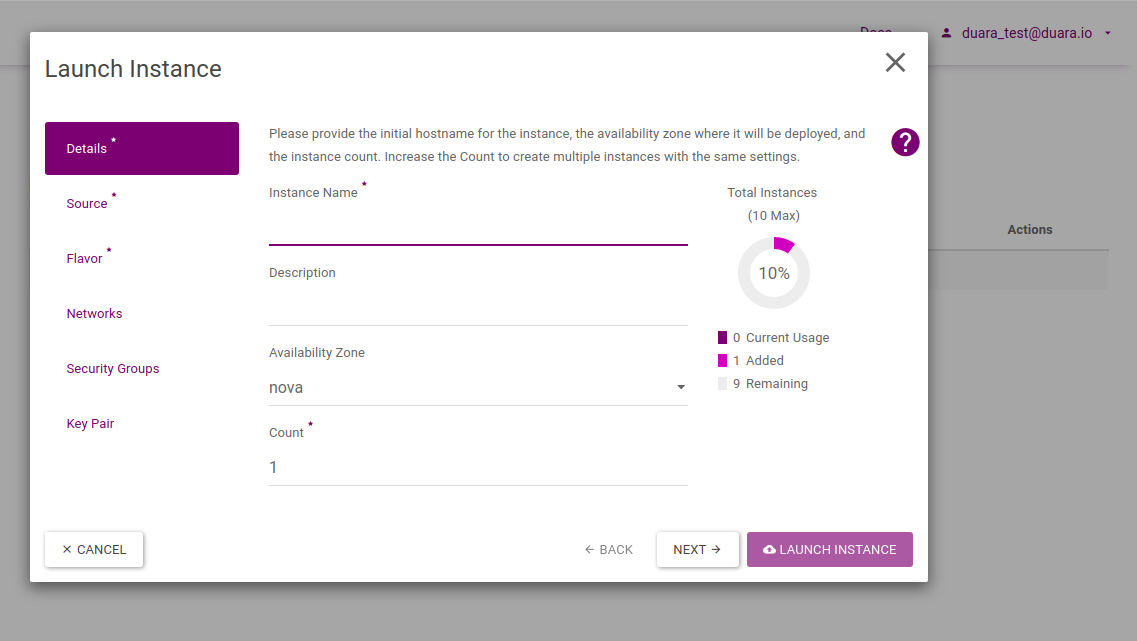 Docs
duara_test@duara.io
Launch Instance
Details *
Source *
Flavor *
Networks
Security Groups
Key Pair
Please provide the initial hostname for the instance, the availability zone where it will be deployed, and
the instance count. Increase the Count to create multiple instances with the same settings.
?
Instance Name *
Description
Availability Zone
nova
Count *
1
Total Instances
(10 Max)
10%
0 Current Usage
1 Added
9 Remaining
Actions
× CANCEL
← BACK
NEXT →
LAUNCH INSTANCE